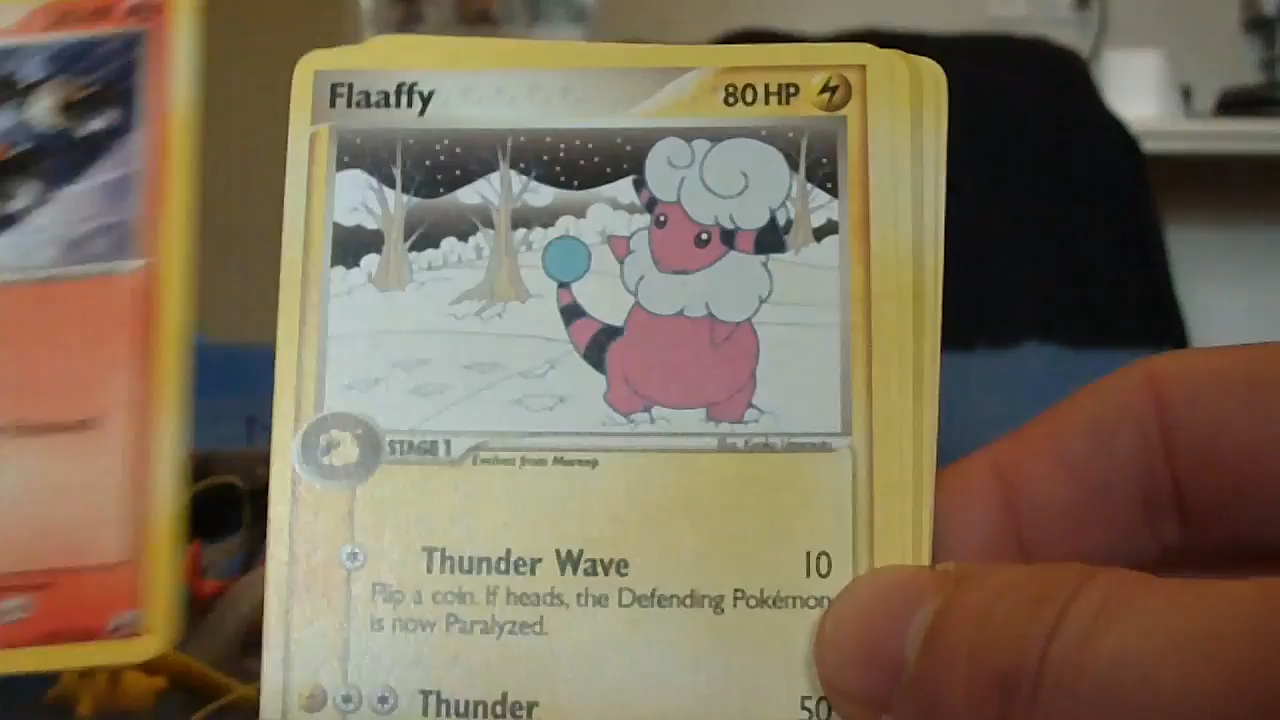 Flaaffy 80 HP
STAGE 1
Evolves from Mareep
Thunder Wave 10
Flip a coin. If heads, the Defending Pokémon
is now Paralyzed.
Thunder 50